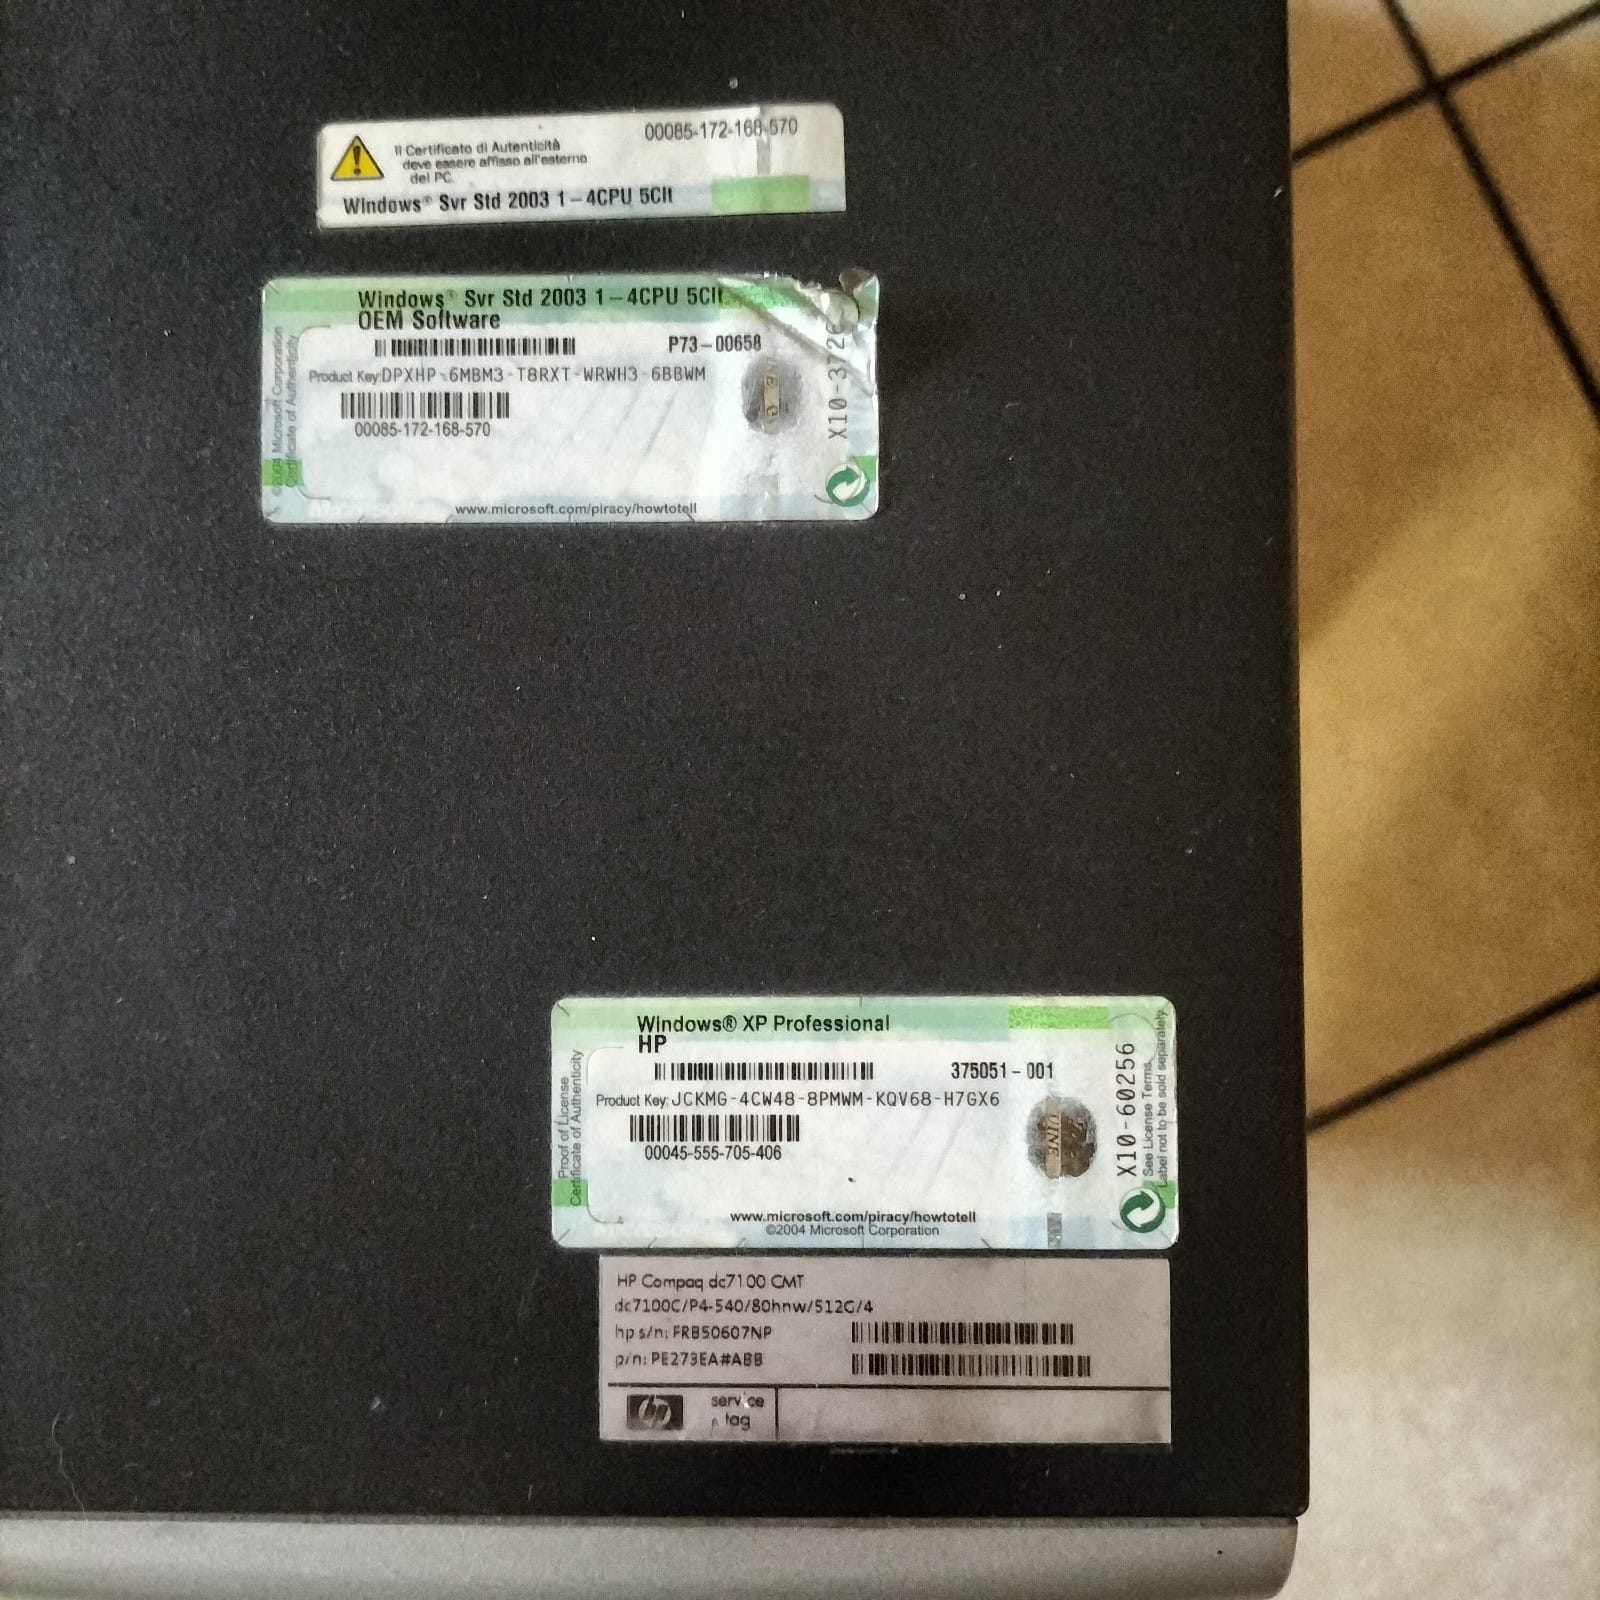 Il Certificato di Autenticità
deve essere affisso all'esterno
del PC.
00085-172-168-570
Windows® Svr Std 2003 1-4CPU 5Clt
Windows® Svr Std 2003 1-4CPU 5Clt
OEM Software
P73-00658
Product Key:DPXHP-6MBM3-T8RXT-WRWH3-6BBWM
00085-172-168-570
www.microsoft.com/piracy/howtotell
©2004 Microsoft Corporation
Certificate of Authenticity
Windows® XP Professional
HP
375051-001
Product Key:JCKMG-4CW48-8PMWM-KQV68-H7GX6
00045-555-705-406
www.microsoft.com/piracy/howtotell
©2004 Microsoft Corporation
Proof of License
Certificate of Authenticity
X10-60256
See License Terms.
Label not to be sold separately.
HP Compaq dc7100 CMT
dc7100C/P4-540/80hnw/512G/4
hp s/n: FRB50607NP
p/n: PE273EA#ABB
hp
service
tag